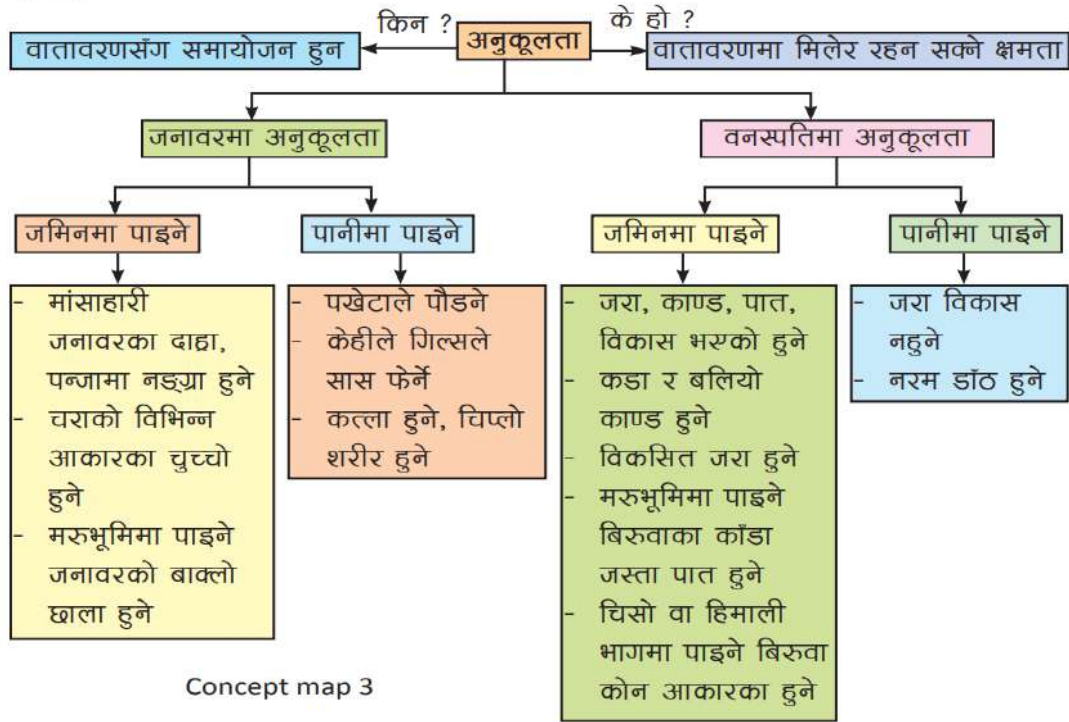 किन ?
अनुकूलता
के हो ?
वातावरणसँग समायोजन हुन
वातावरणमा मिलेर रहन सक्ने क्षमता
जनावरमा अनुकूलता
वनस्पतिमा अनुकूलता
जमिनमा पाइने
पानीमा पाइने
जमिनमा पाइने
पानीमा पाइने
- मांसाहारी
जनावरका दाह्रा,
पन्जामा नङ्ग्रा हुने
- चराको विभिन्न
आकारका चुच्चो
हुने
- मरुभूमिमा पाइने
जनावरको बाक्लो
छाला हुने
- पखेटाले पौडने
- केहीले गिल्सले
सास फेर्ने
- कत्ला हुने, चिप्लो
शरीर हुने
- जरा, काण्ड, पात,
विकास भएको हुने
- कडा र बलियो
काण्ड हुने
- विकसित जरा हुने
- मरुभूमिमा पाइने
बिरुवाका काँडा
जस्ता पात हुने
- चिसो वा हिमाली
भागमा पाइने बिरुवा
कोन आकारका हुने
- जरा विकास
नहुने
- नरम डाँठ हुने
Concept map 3